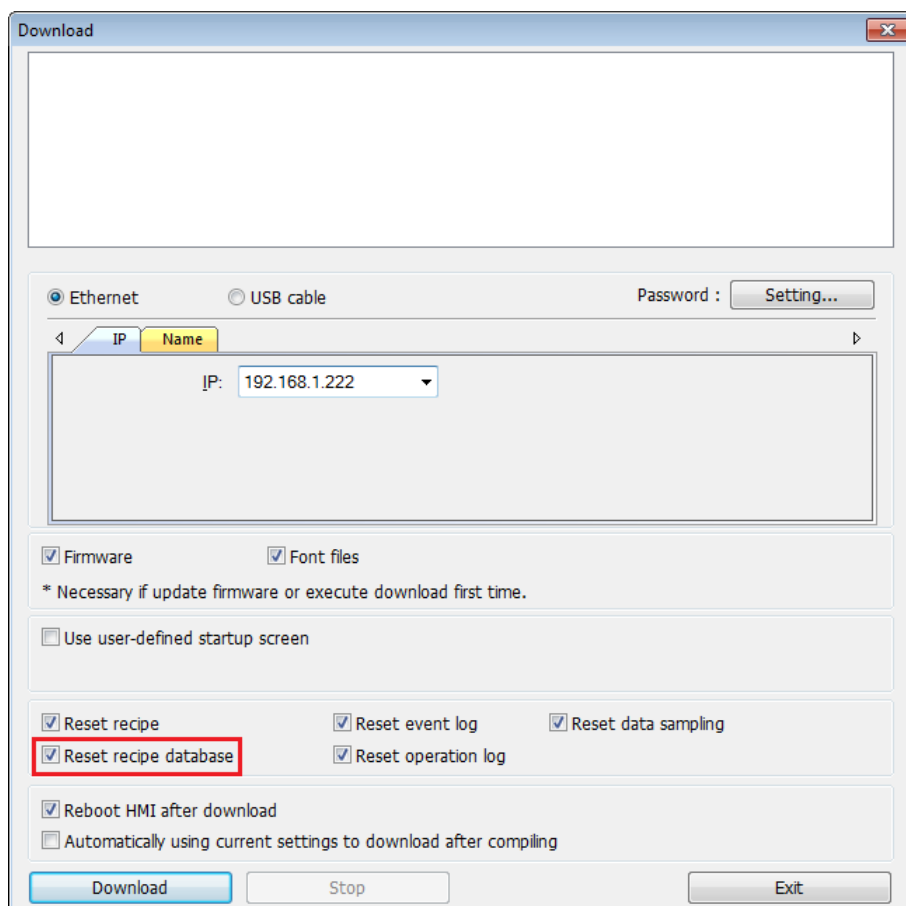 Download
Ethernet USB cable Password : Setting...
IP Name
IP: 192.168.1.222
Firmware Font files
* Necessary if update firmware or execute download first time.
Use user-defined startup screen
Reset recipe Reset event log Reset data sampling
Reset recipe database Reset operation log
Reboot HMI after download
Automatically using current settings to download after compiling
Download Stop Exit